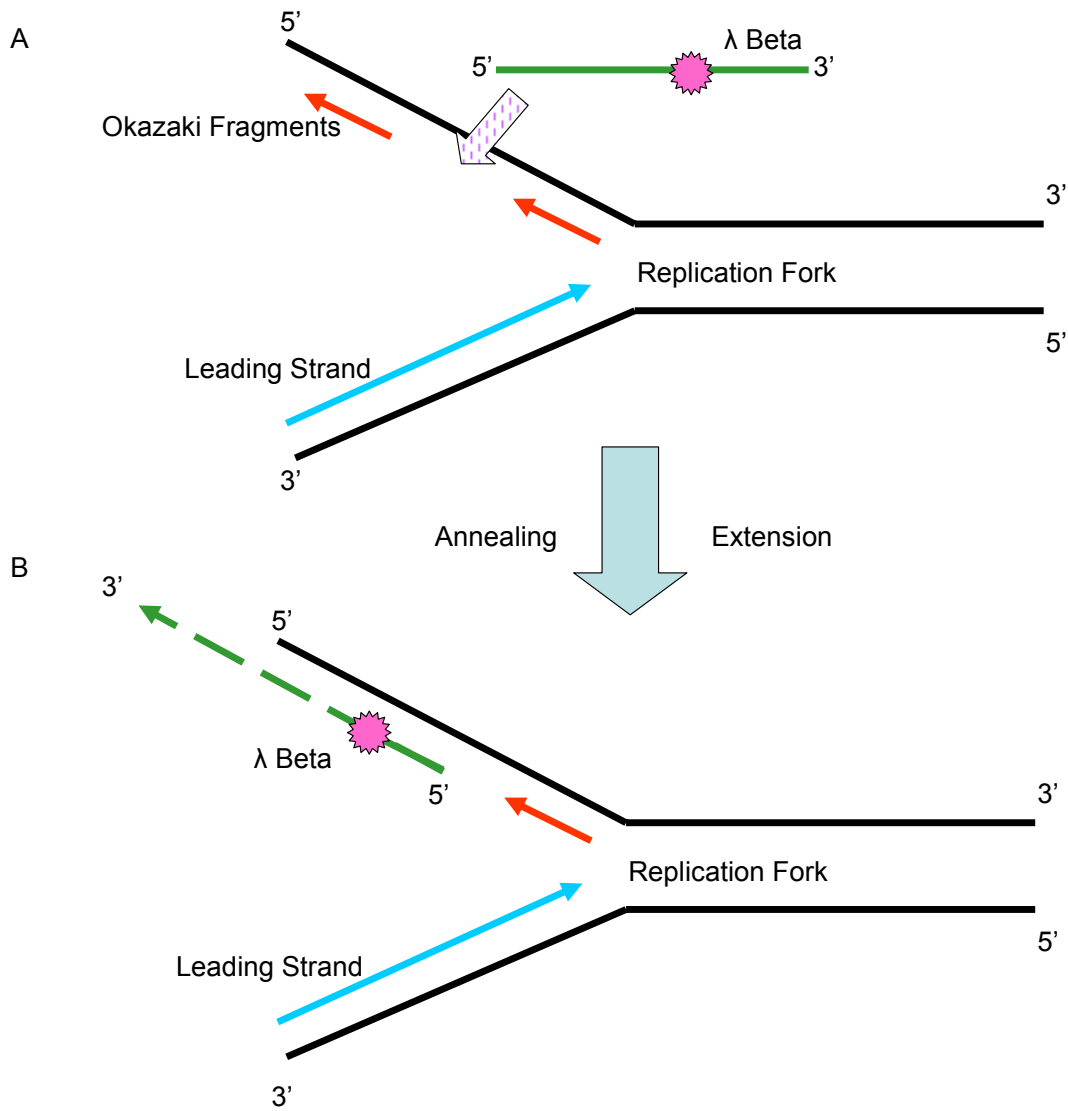 A
5’
λ Beta
5’
3’
Okazaki Fragments
3’
Replication Fork
5’
Leading Strand
3’
Annealing
Extension
B
3’
5’
λ Beta
5’
3’
Replication Fork
5’
Leading Strand
3’